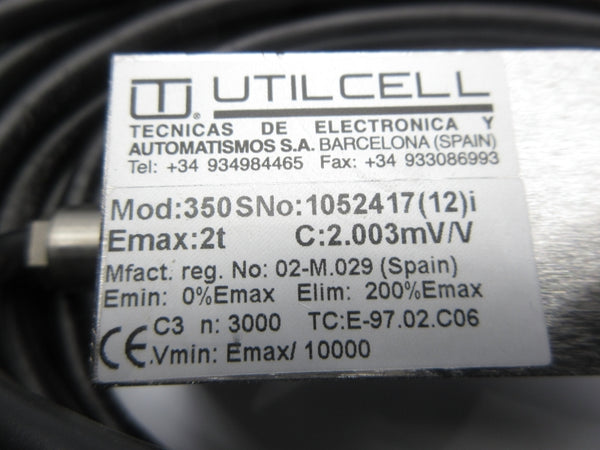 UTILCELL
TECNICAS DE ELECTRONICA Y
AUTOMATISMOS S.A. BARCELONA (SPAIN)
Tel: +34 934984465 Fax: +34 933086993
Mod:350 SNo:1052417(12)i
Emax:2t C:2.003mV/V
Mfact. reg. No: 02-M.029 (Spain)
Emin: 0%Emax Elim: 200%Emax
CE C3 n: 3000 TC:E-97.02.C06
Vmin: Emax/ 10000